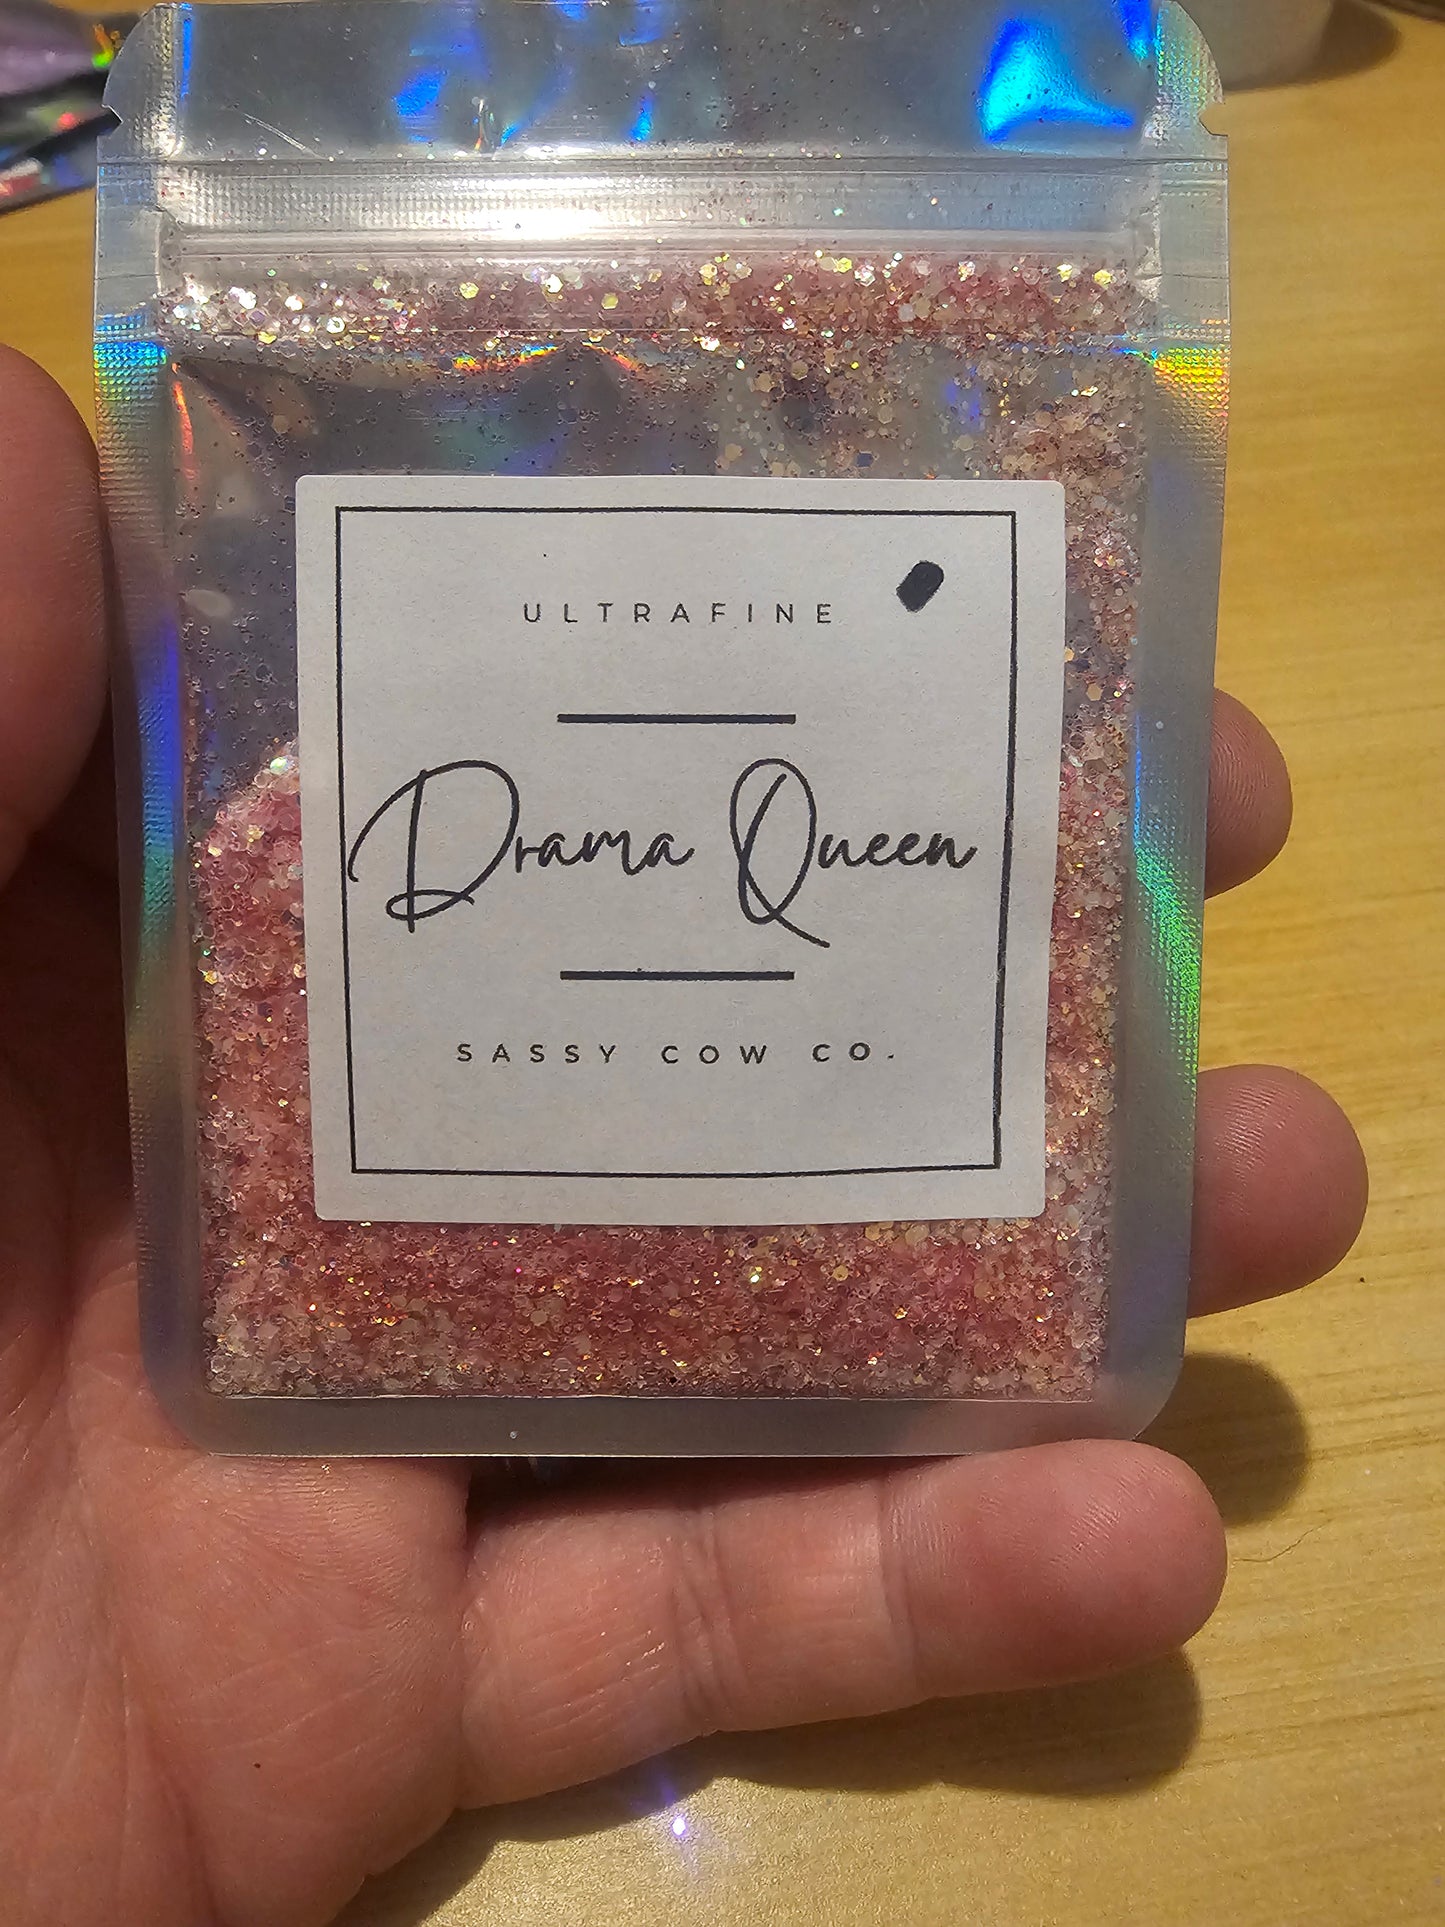 ULTRAFINE
Drama Queen
SASSY COW CO.